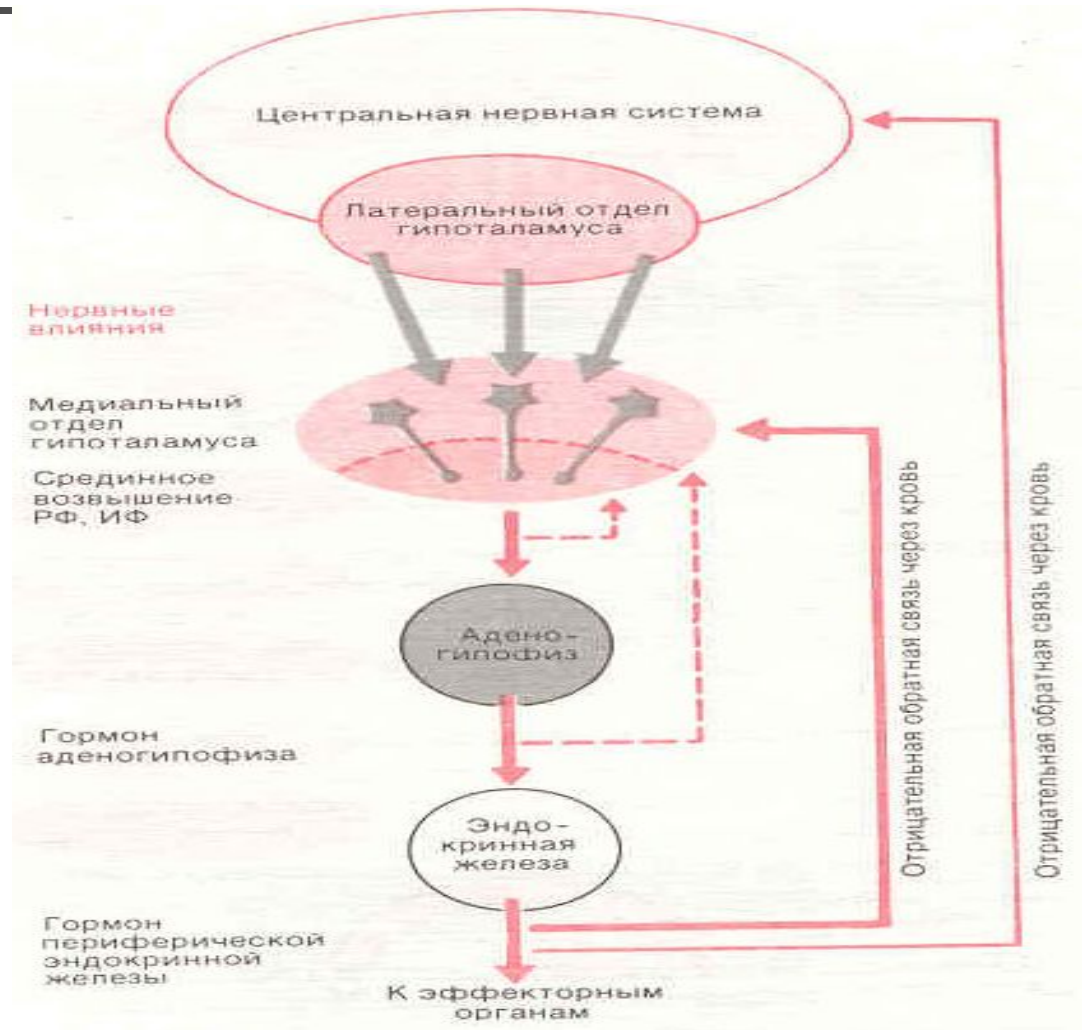 Центральная нервная система
Латеральный отдел
гипоталамуса
Нервные
влияния
Медиальный
отдел
гипоталамуса
Срединное
возвышение
РФ, ИФ
Адено-
гипофиз
Гормон
аденогипофиза
Эндо-
кринная
железа
Гормон
периферической
эндокринной
железы
К эффекторным
органам
Отрицательная обратная связь через кровь
Отрицательная обратная связь через кровь